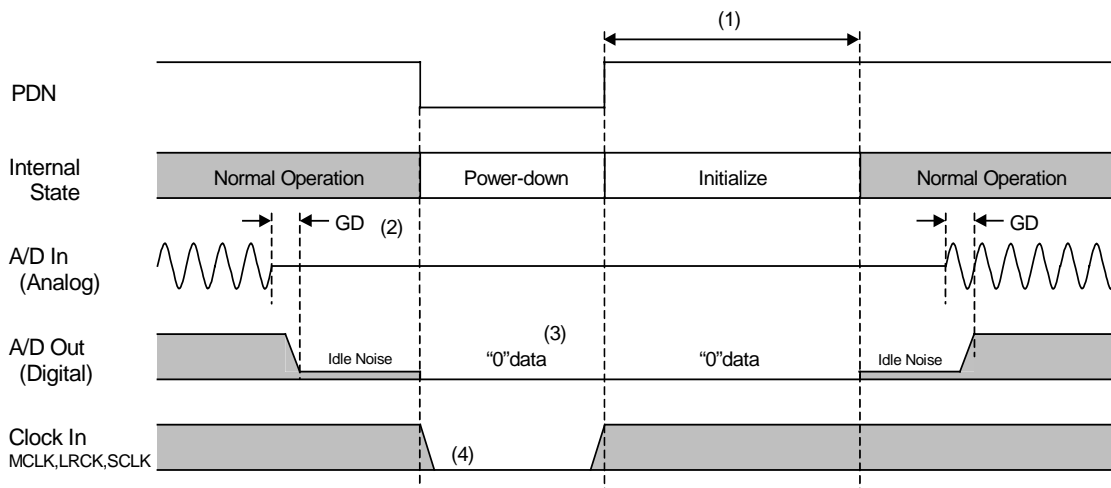 (1)
PDN
Internal
State
Normal Operation
Power-down
Initialize
Normal Operation
GD
(2)
GD
A/D In
(Analog)
A/D Out
(Digital)
Idle Noise
(3)
“0”data
“0”data
Idle Noise
Clock In
MCLK,LRCK,SCLK
(4)